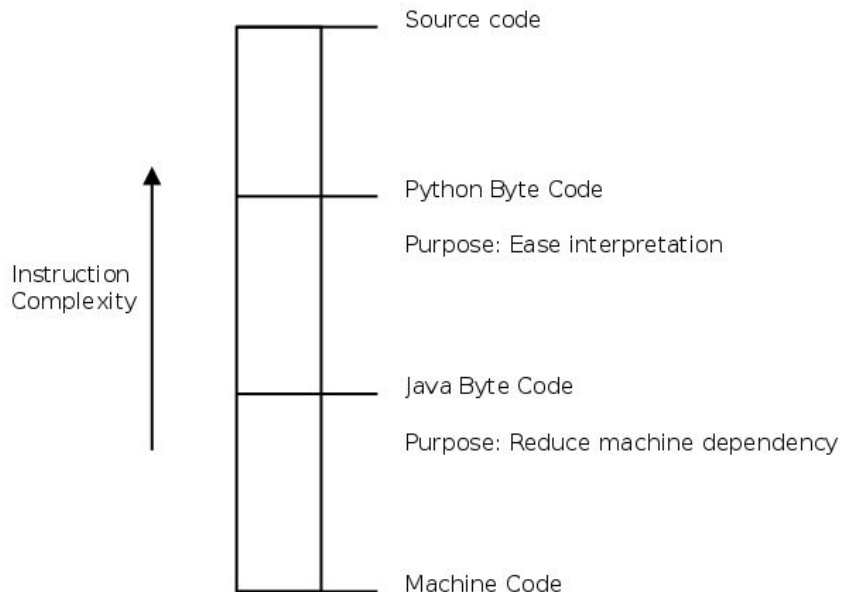 Source code
Python Byte Code
Purpose: Ease interpretation
Instruction
Complexity
Java Byte Code
Purpose: Reduce machine dependency
Machine Code